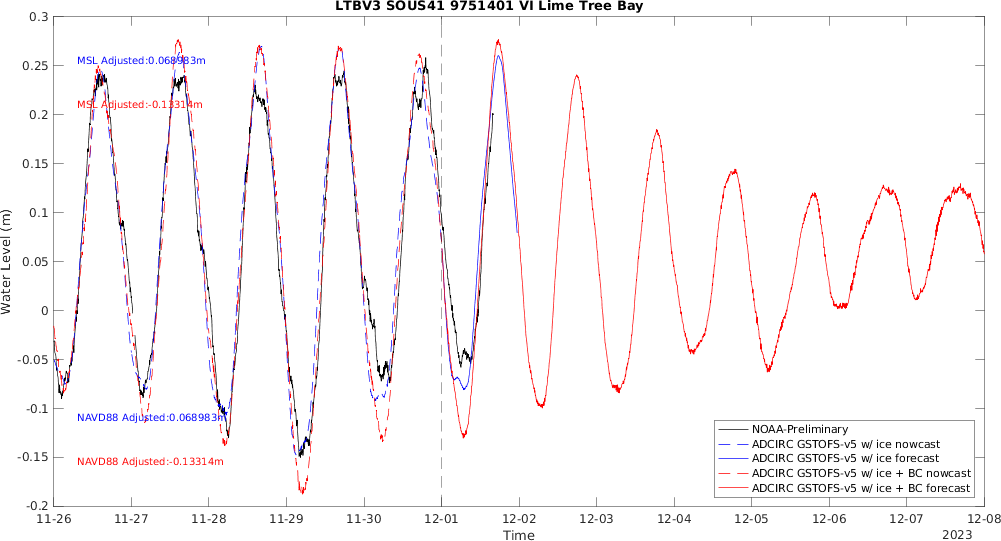 LTBV3 SOUS41 9751401 VI Lime Tree Bay
0.3
0.25
0.2
0.15
0.1
0.05
0
-0.05
-0.1
-0.15
-0.2
Water Level (m)
MSL Adjusted:0.068983m
MSL Adjusted:-0.13314m
NAVD88 Adjusted:0.068983m
NAVD88 Adjusted:-0.13314m
NOAA-Preliminary
ADCIRC GSTOFS-v5 w/ ice nowcast
ADCIRC GSTOFS-v5 w/ ice forecast
ADCIRC GSTOFS-v5 w/ ice + BC nowcast
ADCIRC GSTOFS-v5 w/ ice + BC forecast
11-26 11-27 11-28 11-29 11-30 12-01 12-02 12-03 12-04 12-05 12-06 12-07 12-08
Time
2023